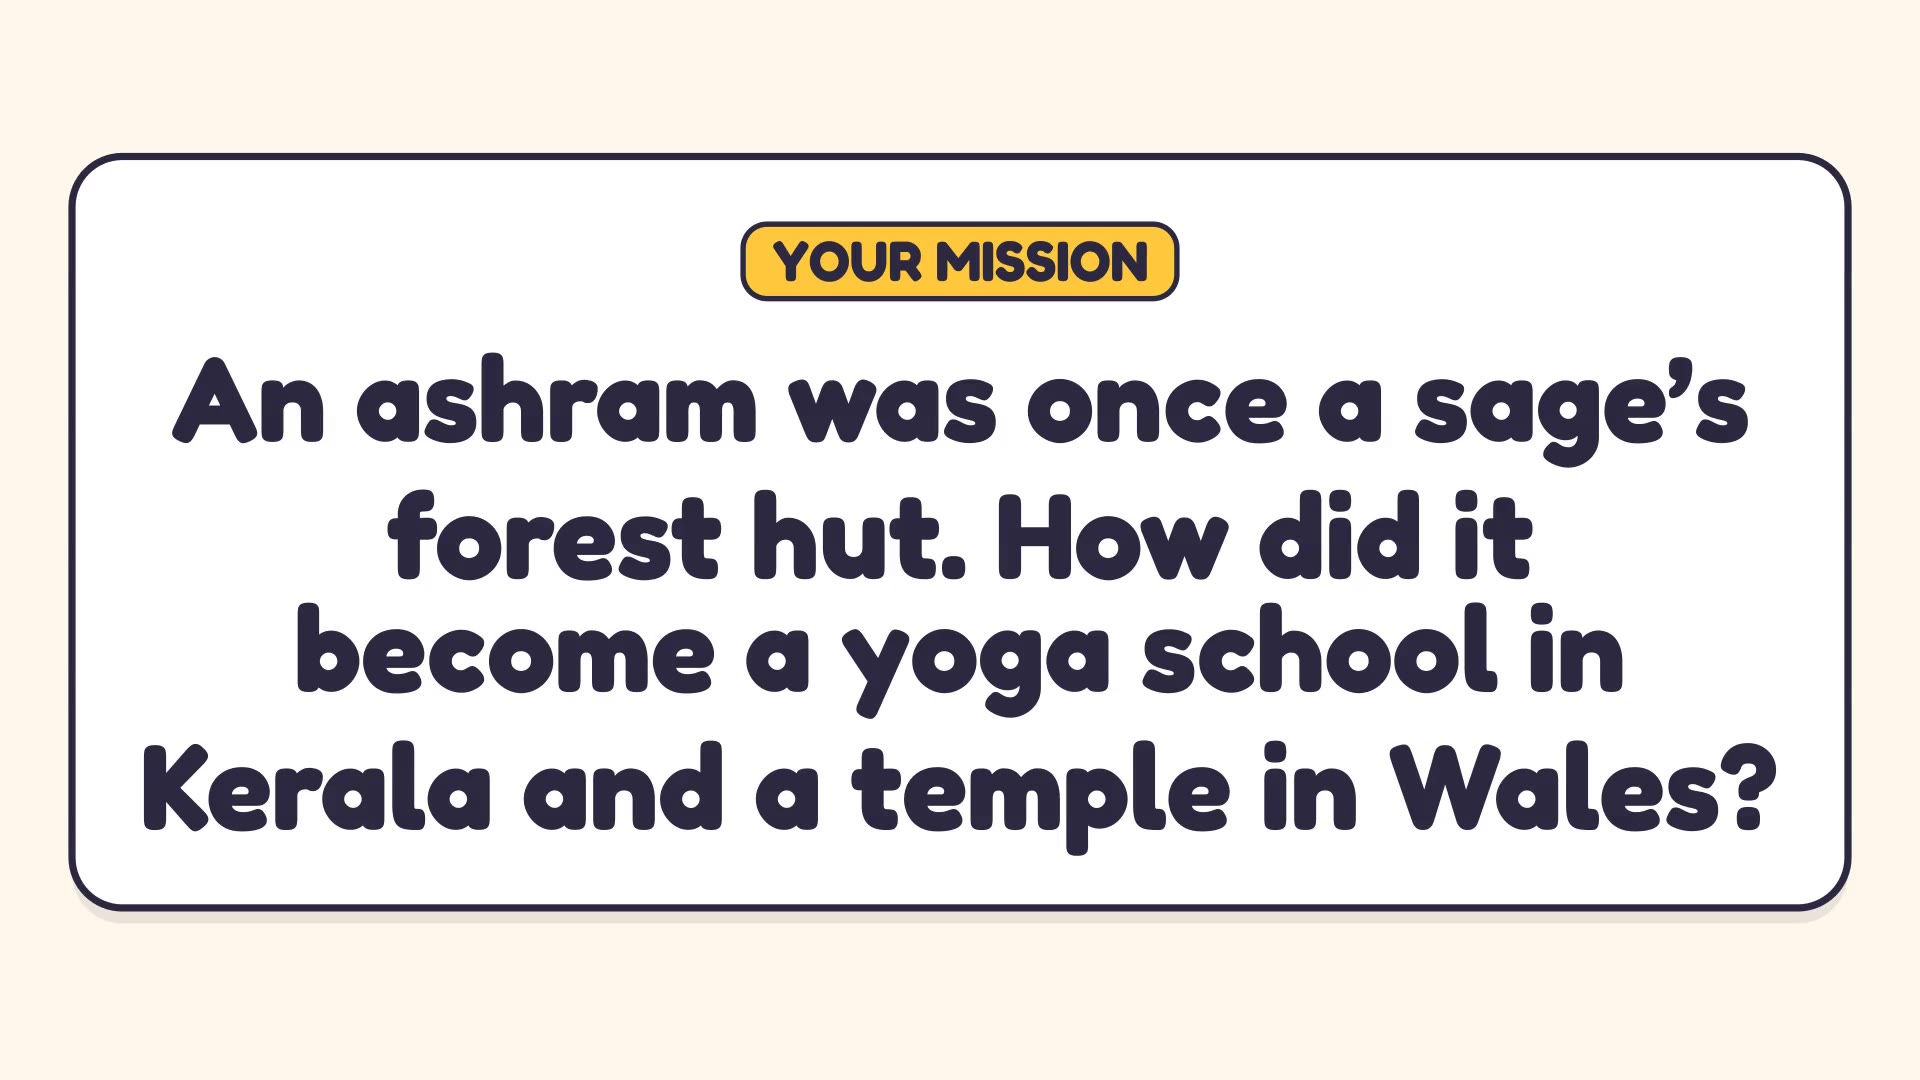 YOUR MISSION
An ashram was once a sage’s
forest hut. How did it
become a yoga school in
Kerala and a temple in Wales?